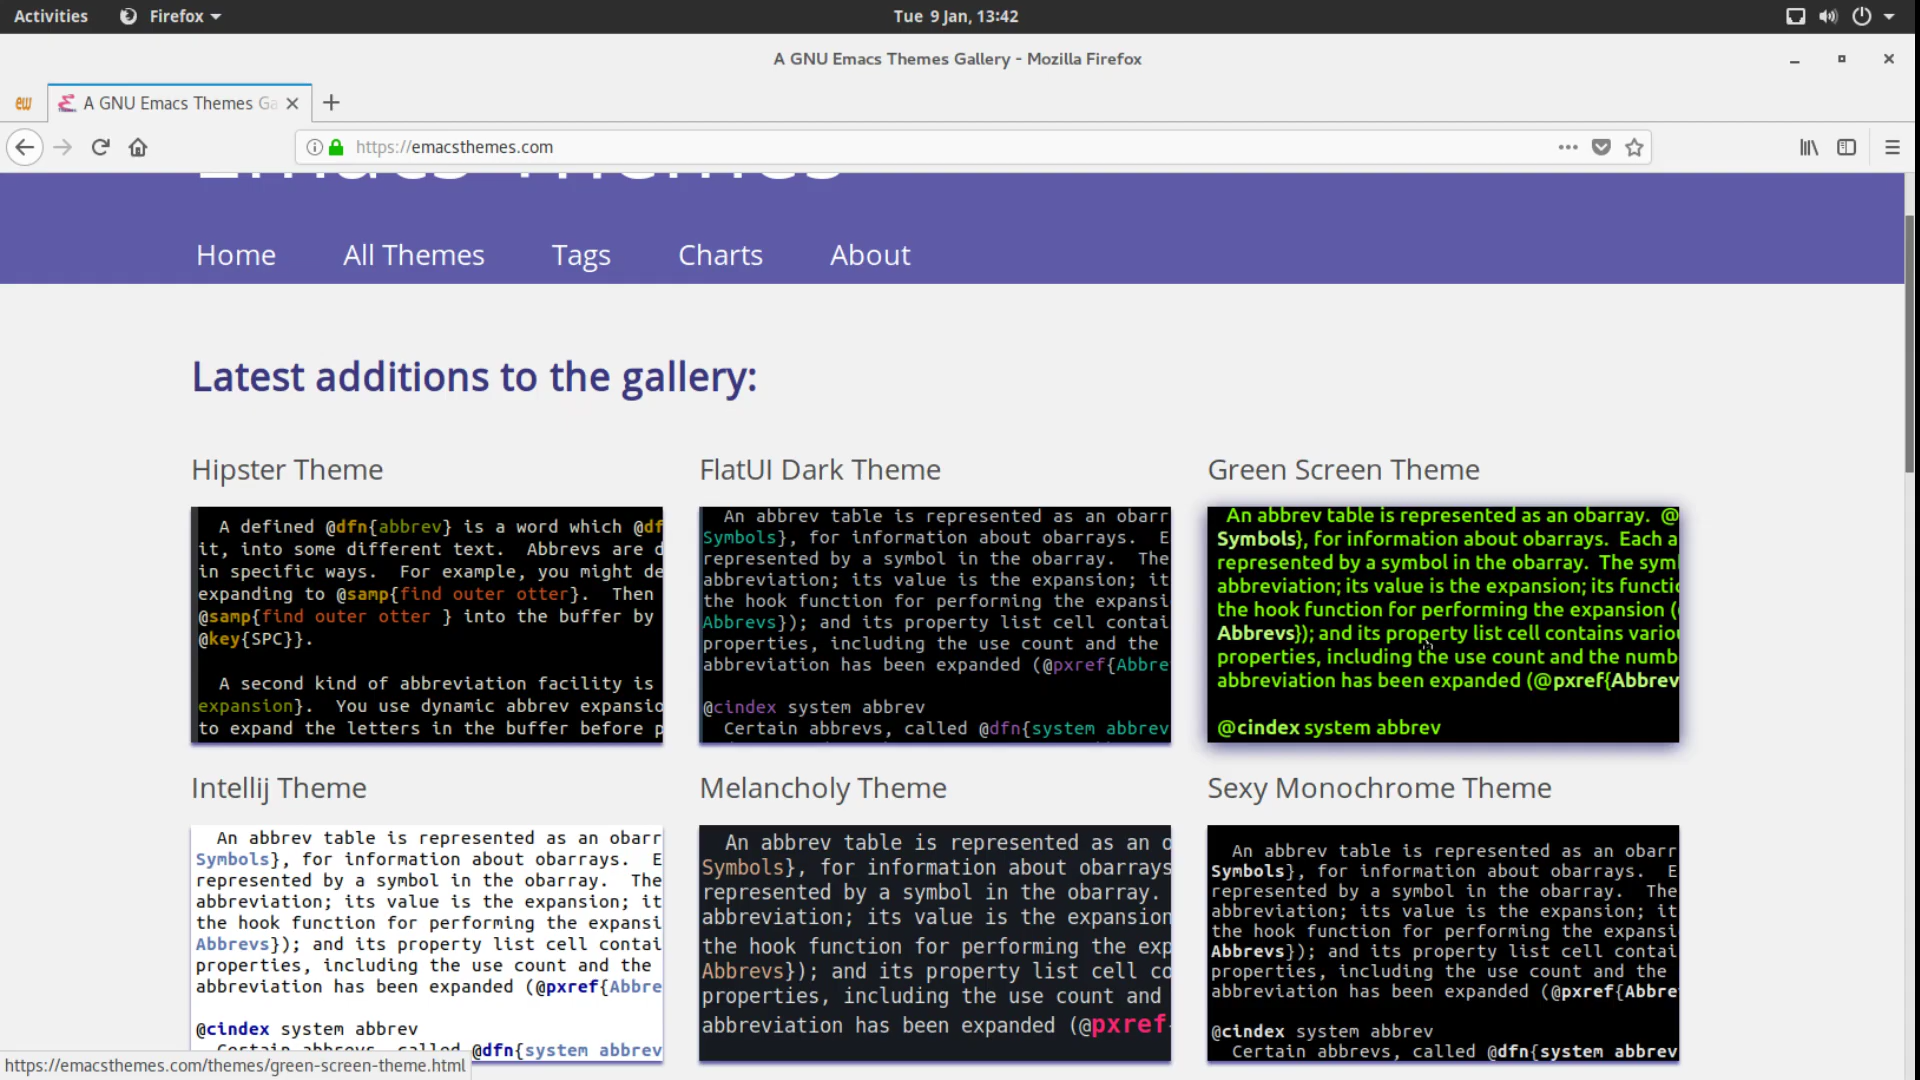 Activities Firefox Tue 9 Jan, 13:42
A GNU Emacs Themes Gallery - Mozilla Firefox
ew A GNU Emacs Themes Ga
https://emacsthemes.com
Home All Themes Tags Charts About
Latest additions to the gallery:
Hipster Theme
A defined @dfn{abbrev} is a word which @df
it, into some different text. Abbrevs are d
in specific ways. For example, you might de
expanding to @samp{find outer otter}. Then
@samp{find outer otter } into the buffer by
@key{SPC}}.
A second kind of abbreviation facility is
expansion}. You use dynamic abbrev expansio
to expand the letters in the buffer before p
FlatUI Dark Theme
An abbrev table is represented as an obarr
Symbols}, for information about obarrays. E
represented by a symbol in the obarray. The
abbreviation; its value is the expansion; it
the hook function for performing the expansi
Abbrevs}); and its property list cell contai
properties, including the use count and the
abbreviation has been expanded (@pxref{Abbre
@cindex system abbrev
Certain abbrevs, called @dfn{system abbrev
Green Screen Theme
An abbrev table is represented as an obarray. @
Symbols}, for information about obarrays. Each a
represented by a symbol in the obarray. The sym
abbreviation; its value is the expansion; its functi
the hook function for performing the expansion (
Abbrevs}); and its property list cell contains vario
properties, including the use count and the numb
abbreviation has been expanded (@pxref{Abbrev
@cindex system abbrev
Intellij Theme
An abbrev table is represented as an obarr
Symbols}, for information about obarrays. E
represented by a symbol in the obarray. The
abbreviation; its value is the expansion; it
the hook function for performing the expansi
Abbrevs}); and its property list cell contai
properties, including the use count and the
abbreviation has been expanded (@pxref{Abbre
@cindex system abbrev
Certain abbrevs, called @dfn{system abbrev
Melancholy Theme
An abbrev table is represented as an o
Symbols}, for information about obarrays
represented by a symbol in the obarray.
abbreviation; its value is the expansion
the hook function for performing the exp
Abbrevs}); and its property list cell co
properties, including the use count and
abbreviation has been expanded (@pxref
Sexy Monochrome Theme
An abbrev table is represented as an obarr
Symbols}, for information about obarrays. E
represented by a symbol in the obarray. The
abbreviation; its value is the expansion; it
the hook function for performing the expansi
Abbrevs}); and its property list cell contai
properties, including the use count and the
abbreviation has been expanded (@pxref{Abbre
@cindex system abbrev
Certain abbrevs, called @dfn{system abbrev
https://emacsthemes.com/themes/green-screen-theme.html